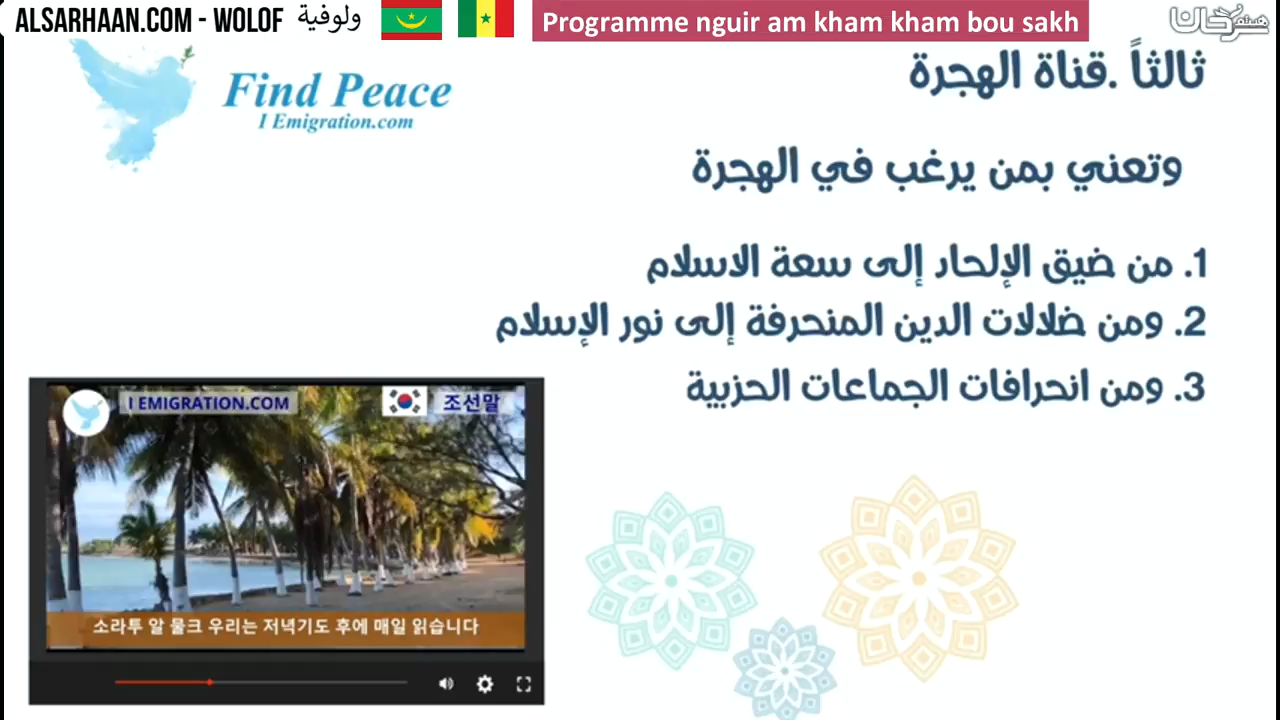 ALSARHAAN.COM - WOLOF ولوفية
Programme nguir am kham kham bou sakh
Find Peace
I Emigration.com
ثالثاً .قناة الهجرة
وتعني بمن يرغب في الهجرة
1. من ضيق الإلحاد إلى سعة الاسلام
2. ومن ضلالات الدين المنحرفة إلى نور الإسلام
3. ومن انحرافات الجماعات الحزبية
I EMIGRATION.COM
조선말
소라투 알 물크 우리는 저녁기도 후에 매일 읽습니다